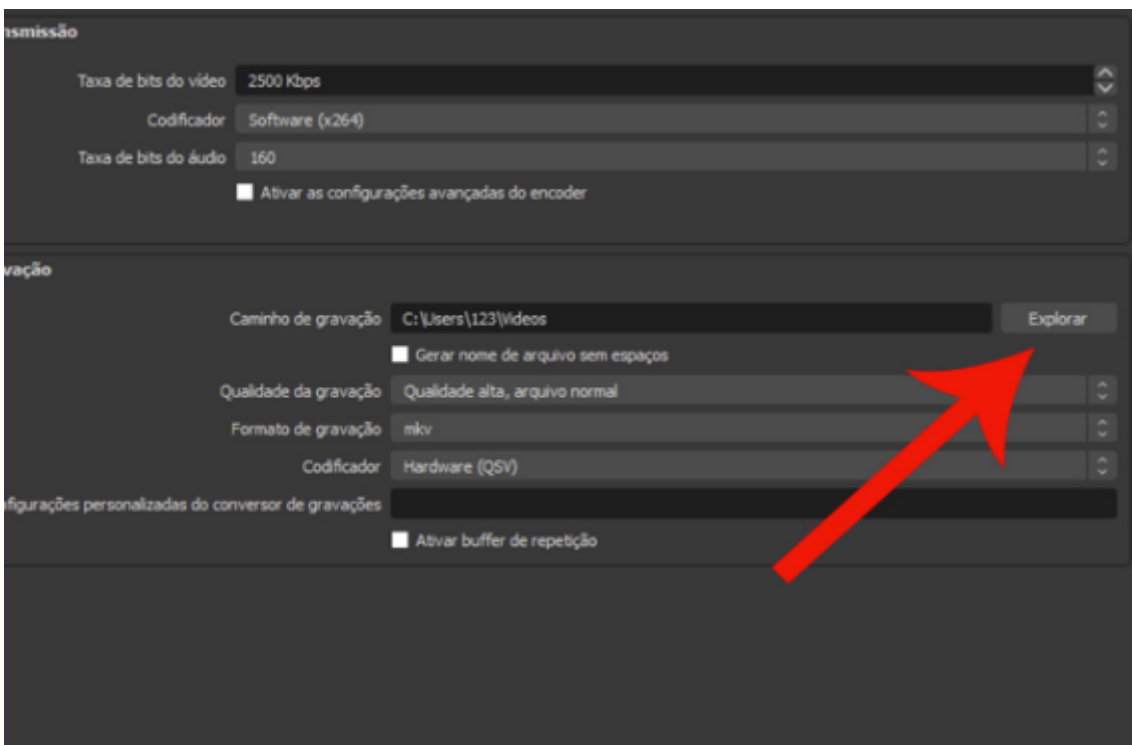 nsmissão
Taxa de bits do vídeo 2500 Kbps
Codificador Software (x264)
Taxa de bits do áudio 160
Ativar as configurações avançadas do encoder
vação
Caminho de gravação C:\Users\123\Videos Explorar
Gerar nome de arquivo sem espaços
Qualidade da gravação Qualidade alta, arquivo normal
Formato de gravação mkv
Codificador Hardware (QSV)
nfigurações personalizadas do conversor de gravações
Ativar buffer de repetição